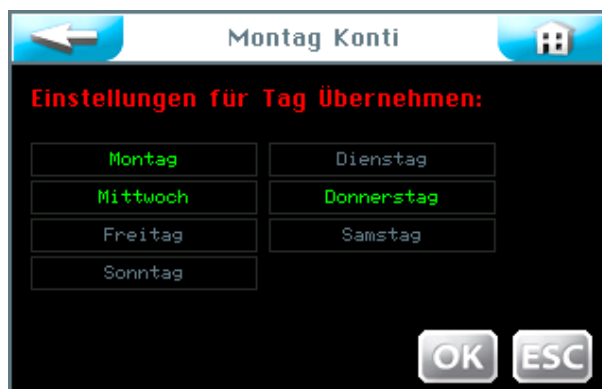 Montag Konti
Einstellungen für Tag Übernehmen:
Montag Dienstag
Mittwoch Donnerstag
Freitag Samstag
Sonntag
OK ESC